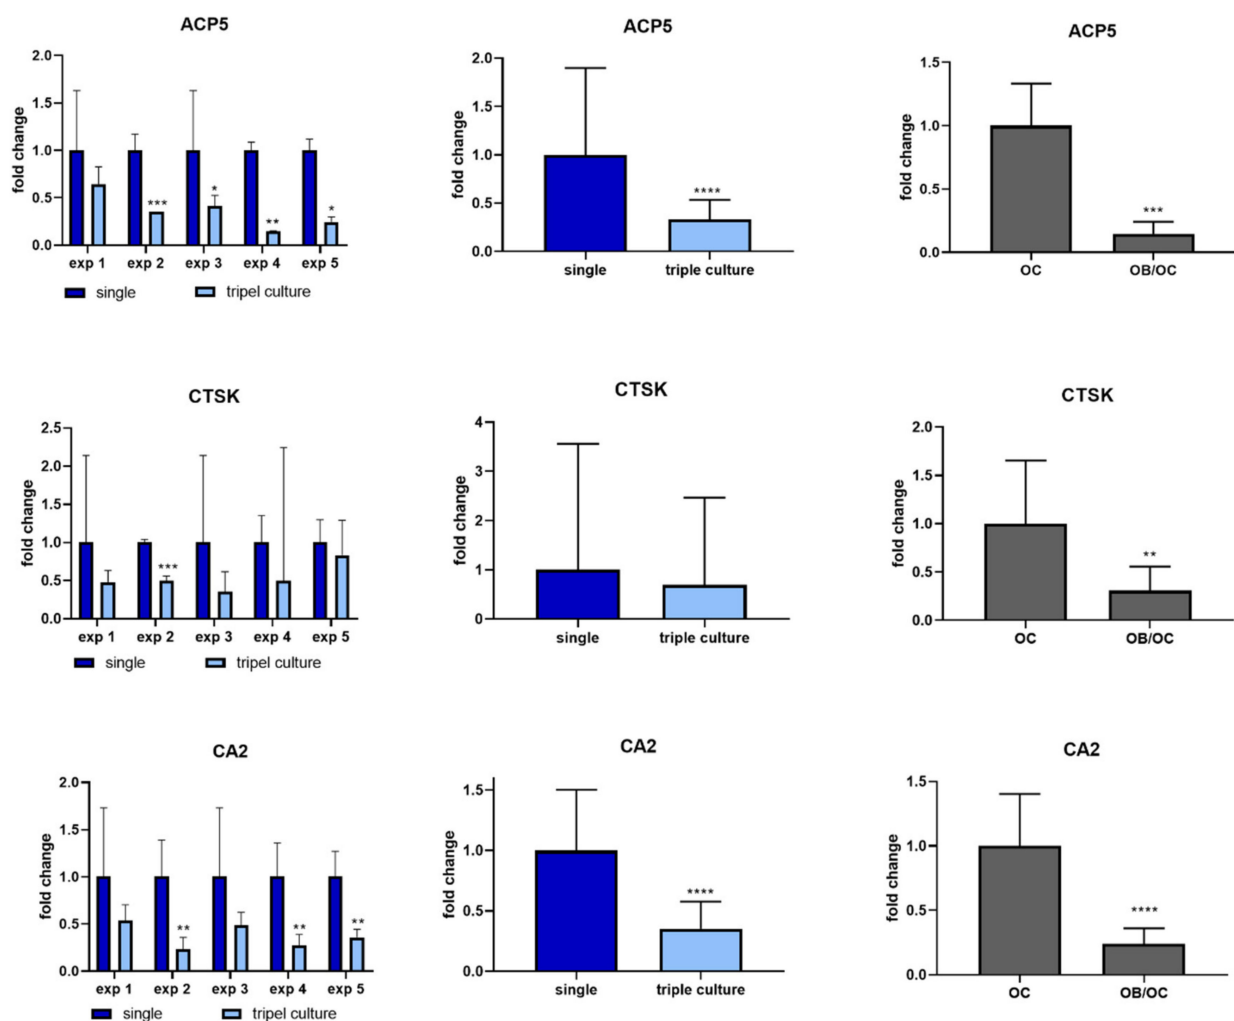 ACP5
fold change
2.0
1.5
1.0
0.5
0.0
*** * ** *
exp 1 exp 2 exp 3 exp 4 exp 5
single tripel culture
ACP5
fold change
2.0
1.5
1.0
0.5
0.0
****
single triple culture
ACP5
fold change
1.5
1.0
0.5
0.0
***
OC OB/OC
CTSK
fold change
2.5
2.0
1.5
1.0
0.5
0.0
***
exp 1 exp 2 exp 3 exp 4 exp 5
single tripel culture
CTSK
fold change
4
3
2
1
0
single triple culture
CTSK
fold change
2.0
1.5
1.0
0.5
0.0
**
OC OB/OC
CA2
fold change
2.0
1.5
1.0
0.5
0.0
** ** **
exp 1 exp 2 exp 3 exp 4 exp 5
single tripel culture
CA2
fold change
1.5
1.0
0.5
0.0
****
single triple culture
CA2
fold change
1.5
1.0
0.5
0.0
****
OC OB/OC